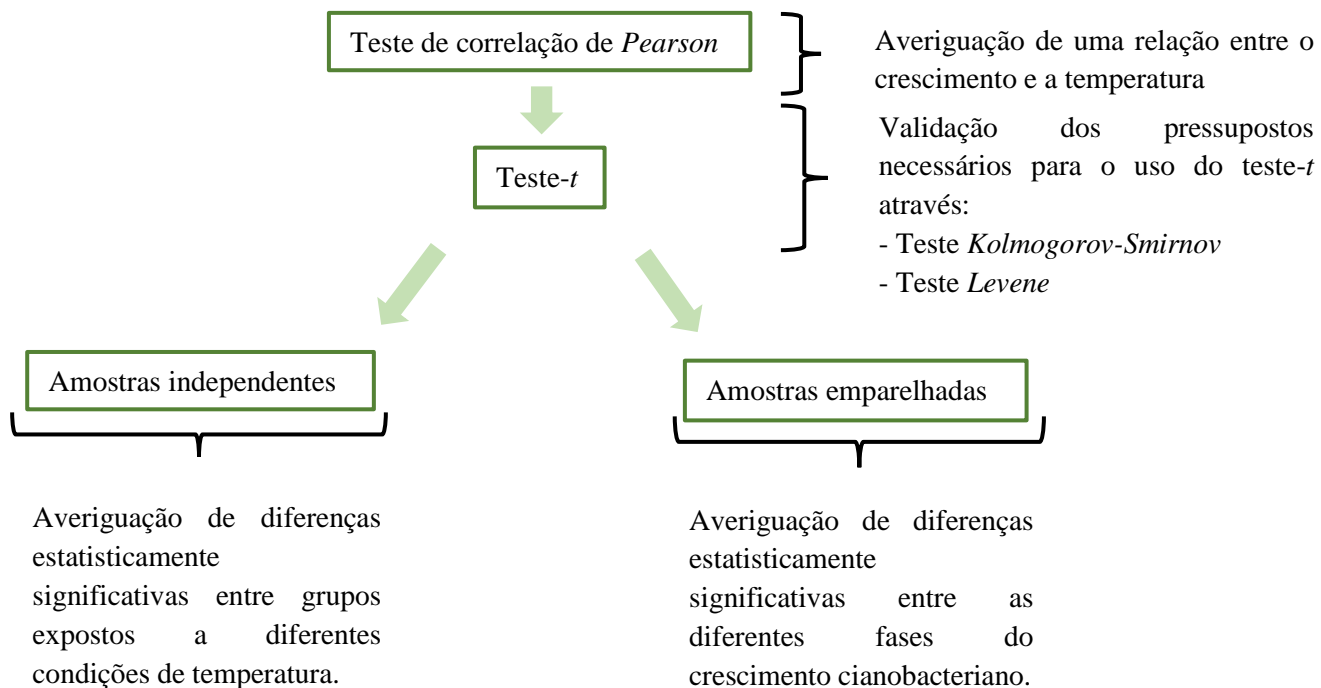 Teste de correlação de Pearson
Averiguação de uma relação entre o
crescimento e a temperatura
Validação dos pressupostos
necessários para o uso do teste-t
através:
- Teste Kolmogorov-Smirnov
- Teste Levene
Teste-t
Amostras independentes
Amostras emparelhadas
Averiguação de diferenças
estatisticamente
significativas entre grupos
expostos a diferentes
condições de temperatura.
Averiguação de diferenças
estatisticamente
significativas entre as
diferentes fases do
crescimento cianobacteriano.